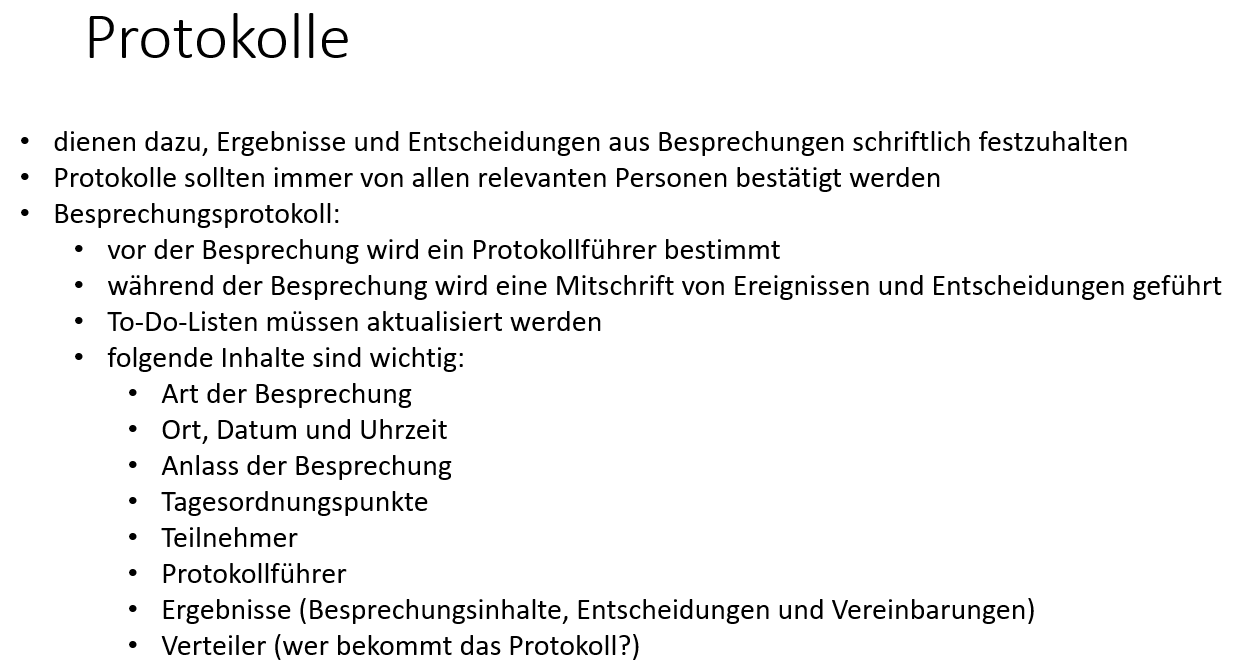 Protokolle
• dienen dazu, Ergebnisse und Entscheidungen aus Besprechungen schriftlich festzuhalten
• Protokolle sollten immer von allen relevanten Personen bestätigt werden
• Besprechungsprotokoll:
• vor der Besprechung wird ein Protokollführer bestimmt
• während der Besprechung wird eine Mitschrift von Ereignissen und Entscheidungen geführt
• To-Do-Listen müssen aktualisiert werden
• folgende Inhalte sind wichtig:
• Art der Besprechung
• Ort, Datum und Uhrzeit
• Anlass der Besprechung
• Tagesordnungspunkte
• Teilnehmer
• Protokollführer
• Ergebnisse (Besprechungsinhalte, Entscheidungen und Vereinbarungen)
• Verteiler (wer bekommt das Protokoll?)